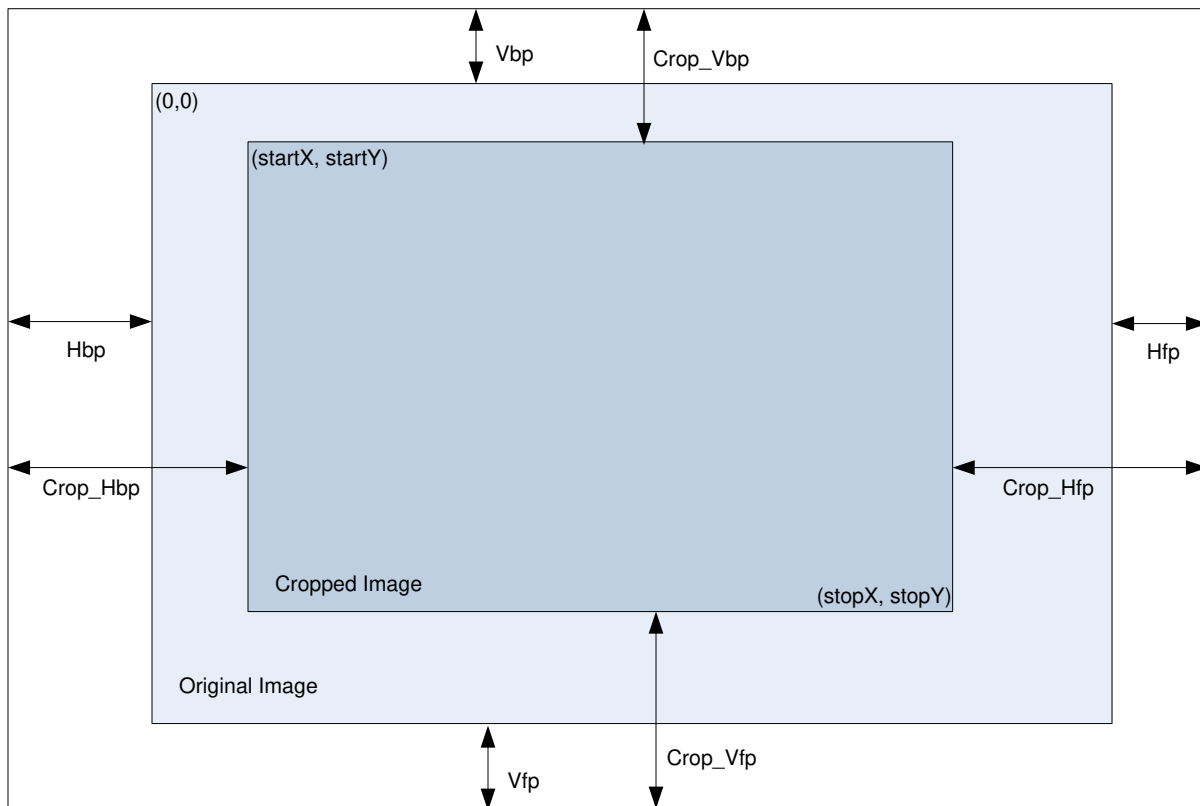 Vbp
Crop_Vbp
(0,0)
(startX, startY)
Hbp
Hfp
Crop_Hbp
Crop_Hfp
Cropped Image
(stopX, stopY)
Original Image
Crop_Vfp
Vfp